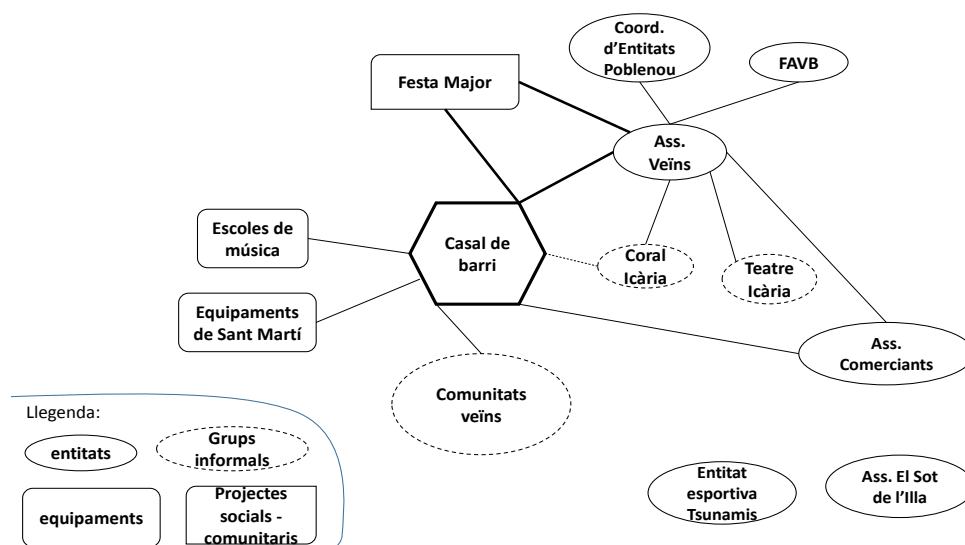 Coord.
d'Entitats
Poblenou
FAVB
Festa Major
Ass.
Veïns
Escoles de
música
Casal de
barri
Coral
Icària
Teatre
Icària
Equipaments
de Sant Martí
Ass.
Comerciants
Comunitats
veïns
Llegenda:
entitats
Grups
informals
equipaments
Projectes
socials -
comunitaris
Entitat
esportiva
Tsunamis
Ass. El Sot
de l'Illa